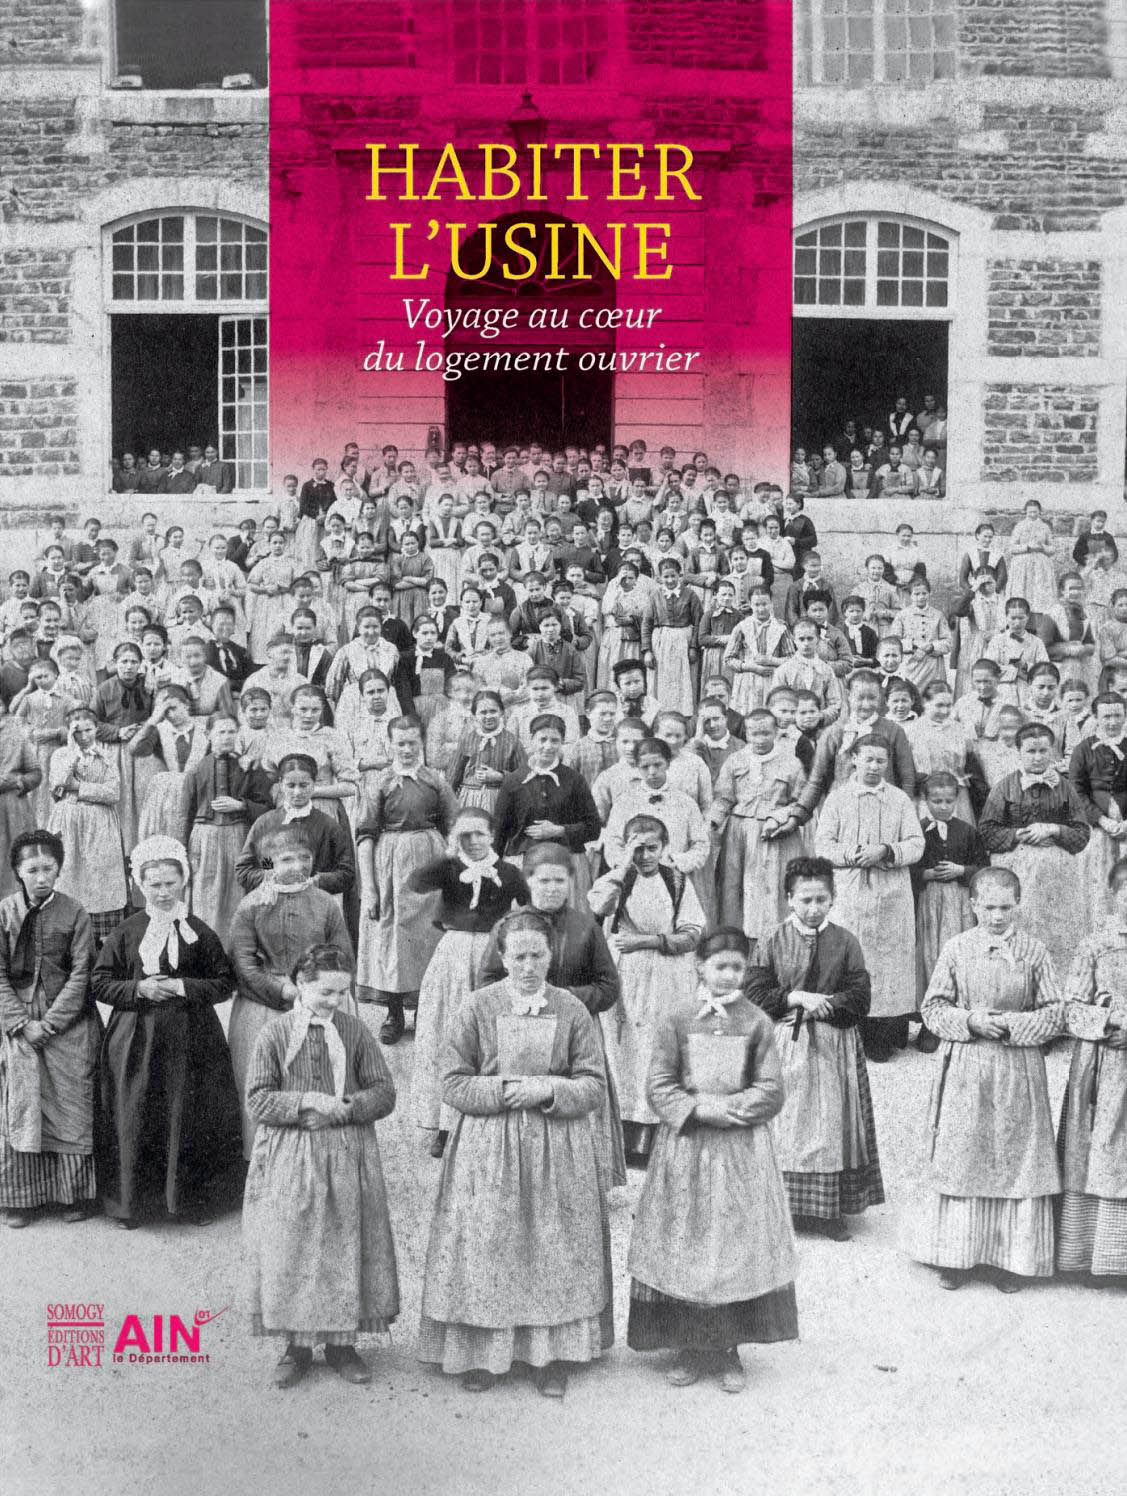 HABITER
L’USINE
Voyage au cœur
du logement ouvrier
SOMOGY
ÉDITIONS
D’ART
AIN 01
le Département